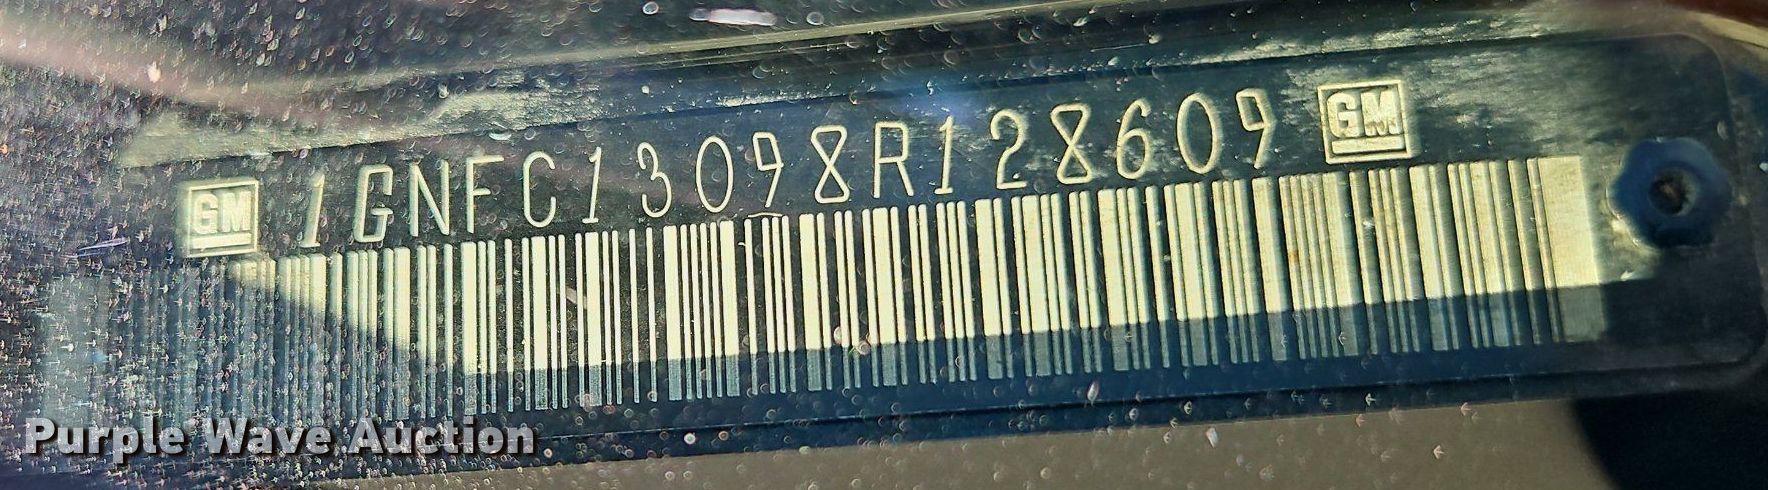 GM 1GNFC13098R128609 GM
Purple Wave Auction